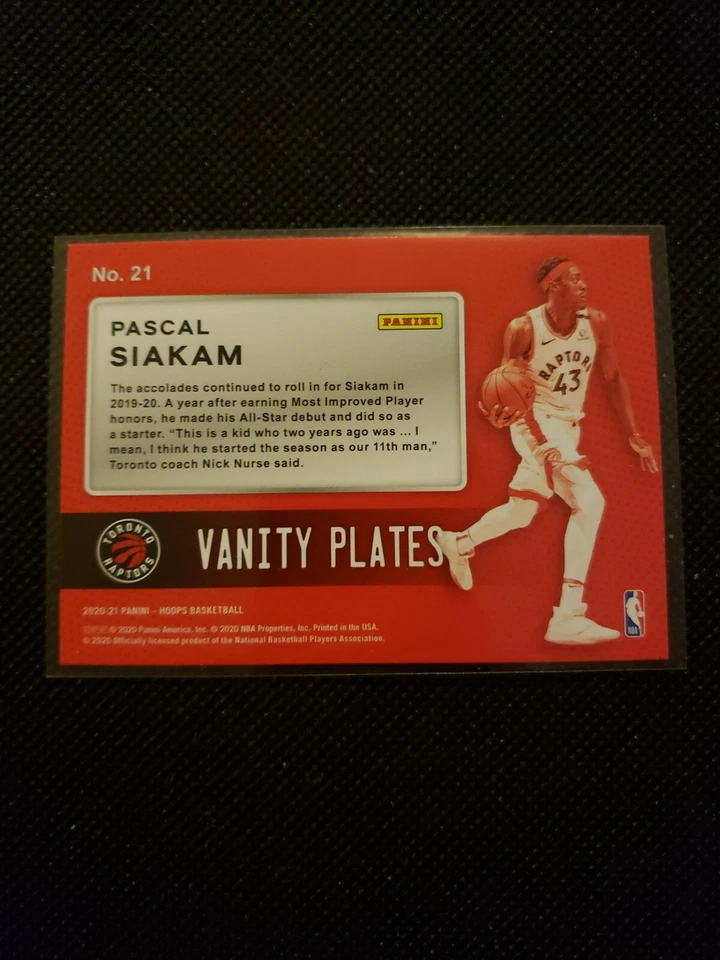 No. 21
PANINI
PASCAL
SIAKAM
The accolades continued to roll in for Siakam in
2019-20. A year after earning Most Improved Player
honors, he made his All-Star debut and did so as
a starter. “This is a kid who two years ago was ... I
mean, I think he started the season as our 11th man,”
Toronto coach Nick Nurse said.
RAPTORS
43
TORONTO
RAPTORS
VANITY PLATES
2020-21 PANINI – HOOPS BASKETBALL
© 2020 Panini America, Inc. © 2020 NBA Properties, Inc. Printed in the USA.
© 2020 Officially licensed product of the National Basketball Players Association.
NBA